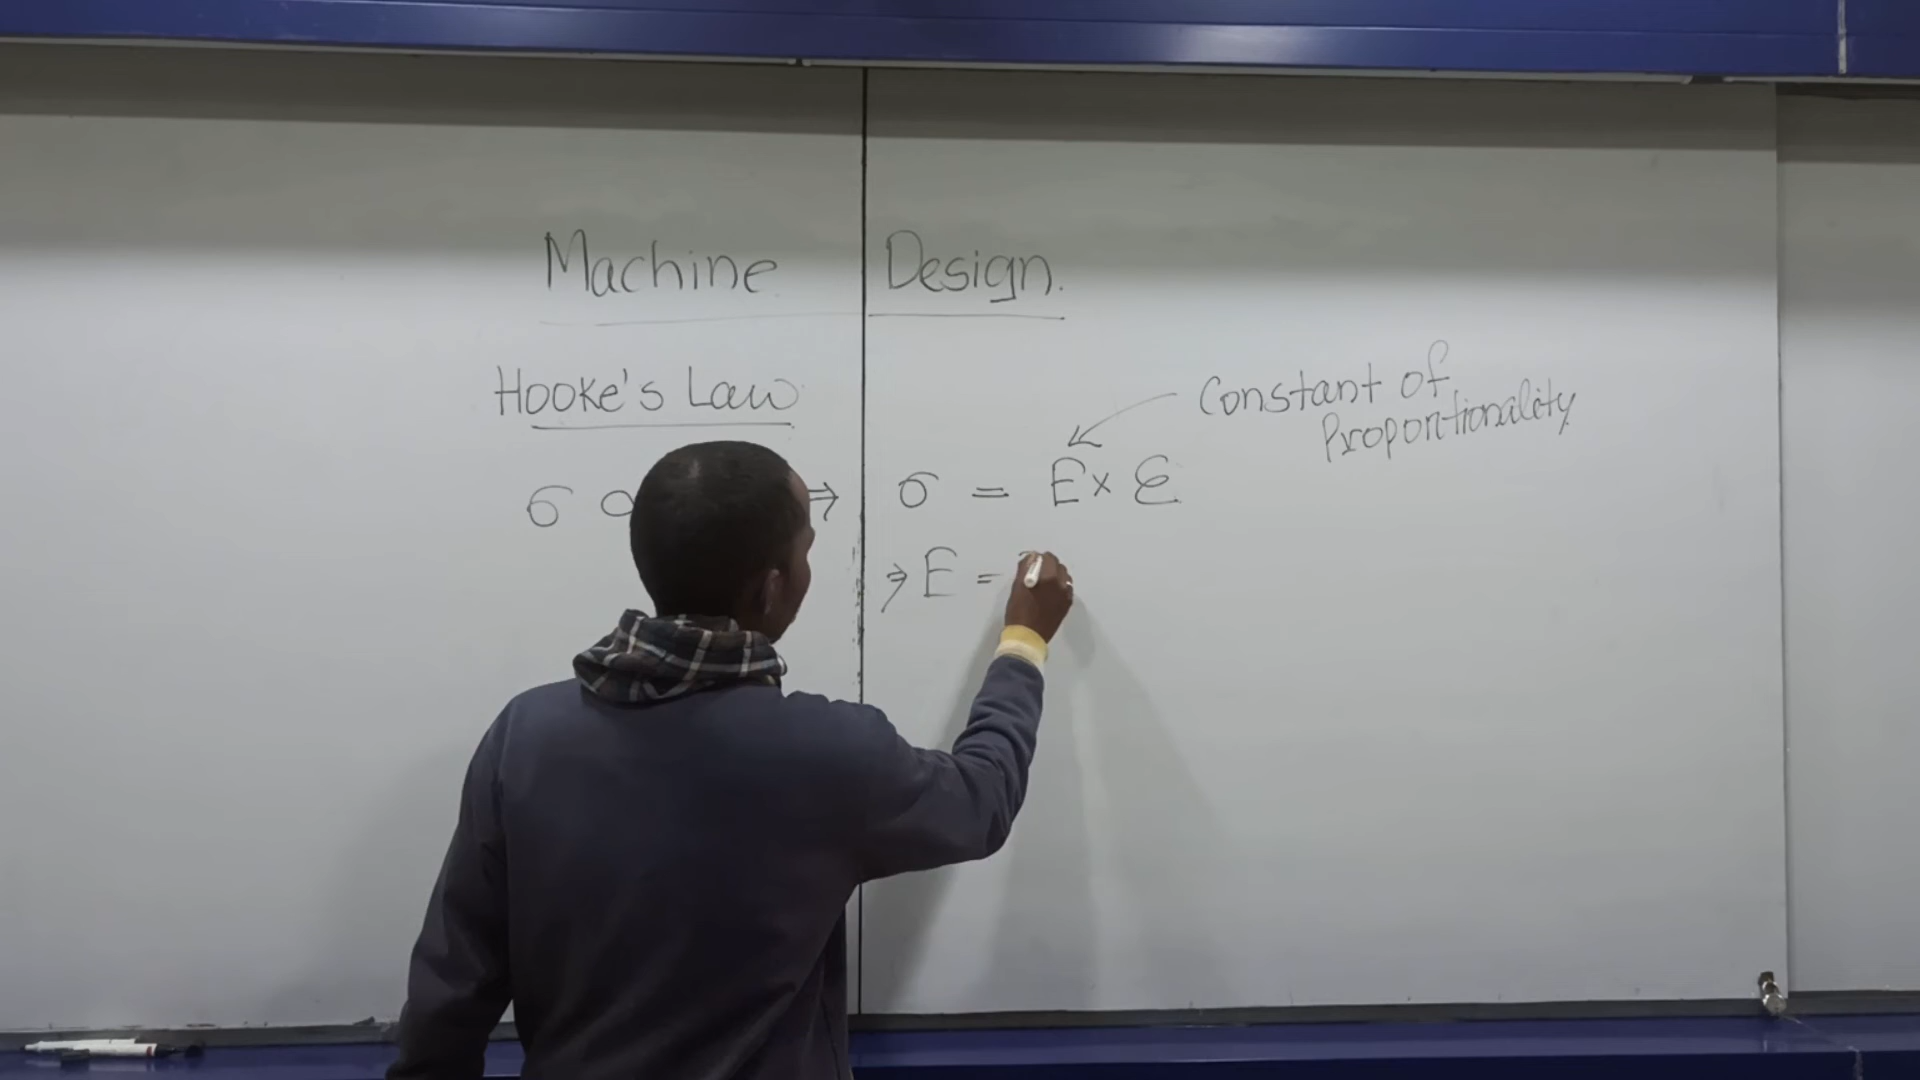 Machine Design.
Hooke's Law
Constant of
Proportionality
σ ⇒ σ = E × ε
⇒ E =